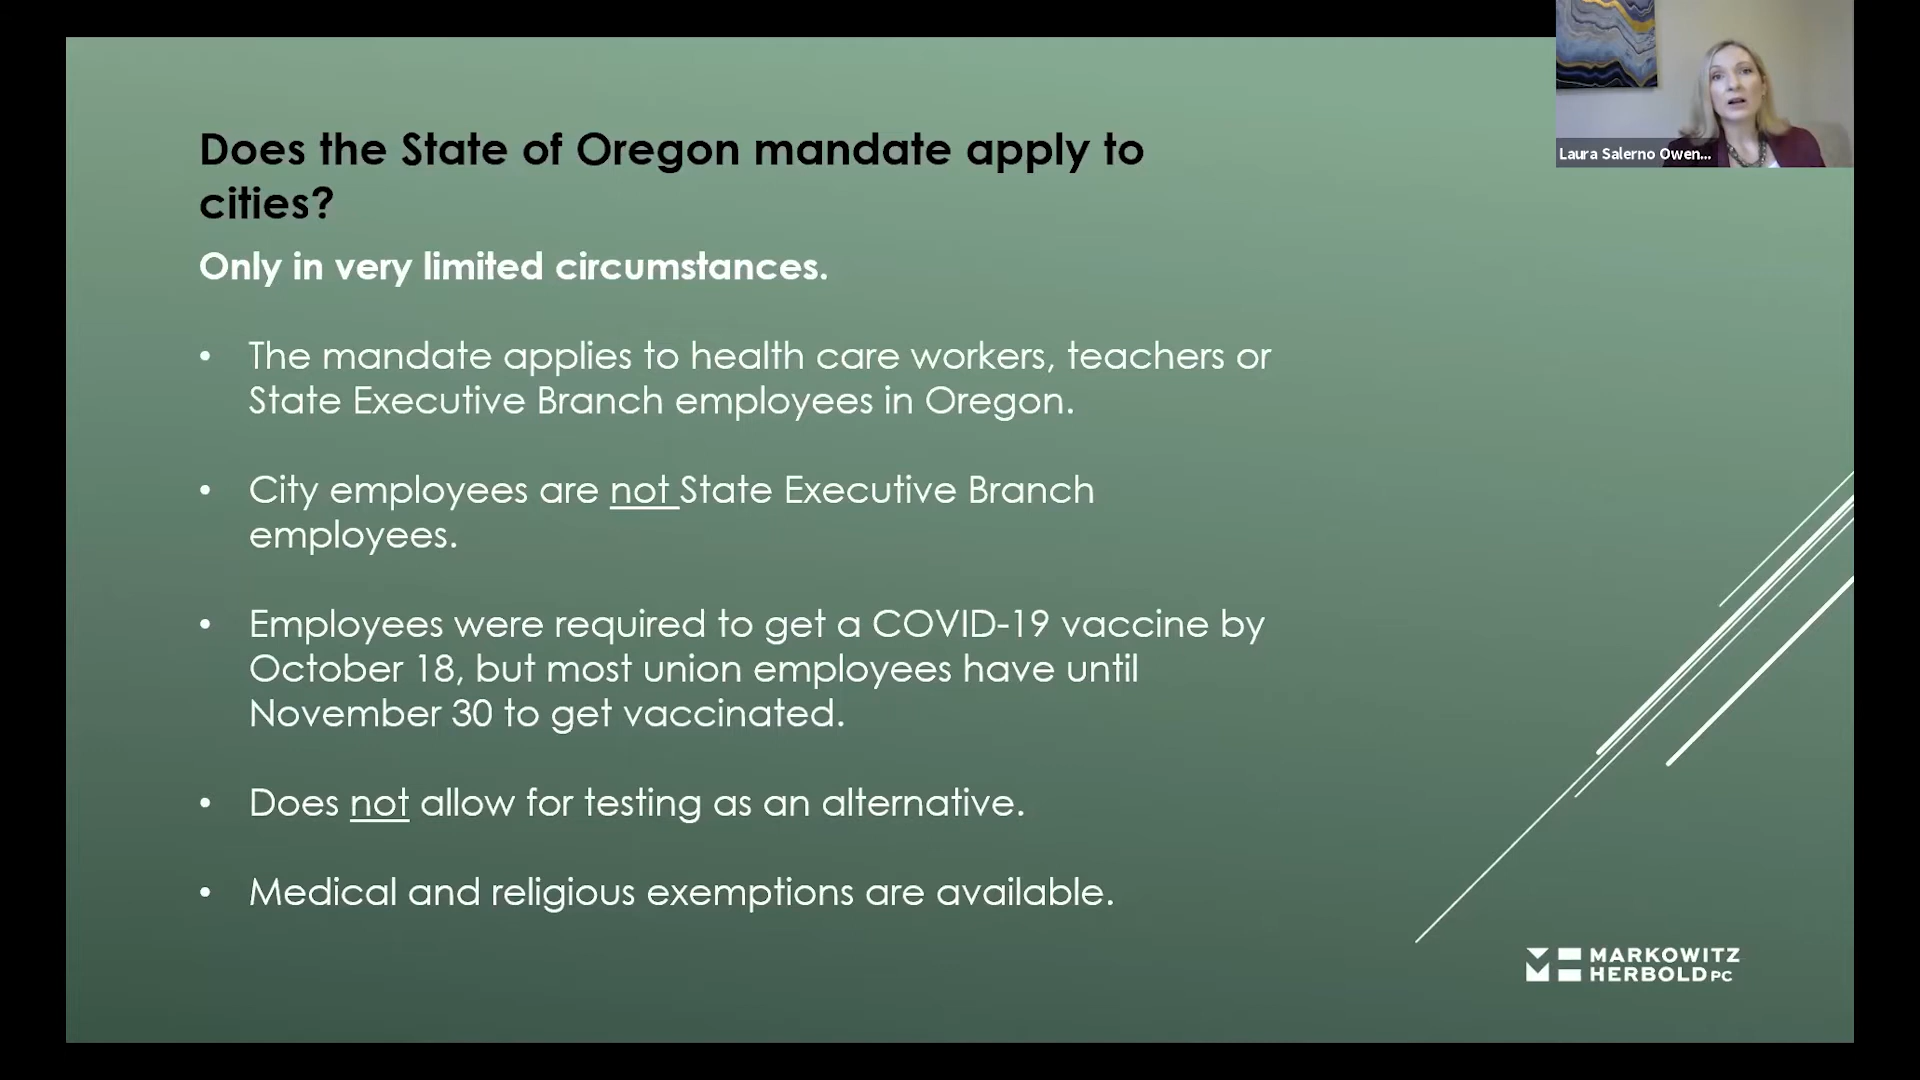 Does the State of Oregon mandate apply to
cities?
Only in very limited circumstances.
• The mandate applies to health care workers, teachers or
State Executive Branch employees in Oregon.
• City employees are not State Executive Branch
employees.
• Employees were required to get a COVID-19 vaccine by
October 18, but most union employees have until
November 30 to get vaccinated.
• Does not allow for testing as an alternative.
• Medical and religious exemptions are available.
Laura Salerno Owen...
MARKOWITZ
HERBOLD PC